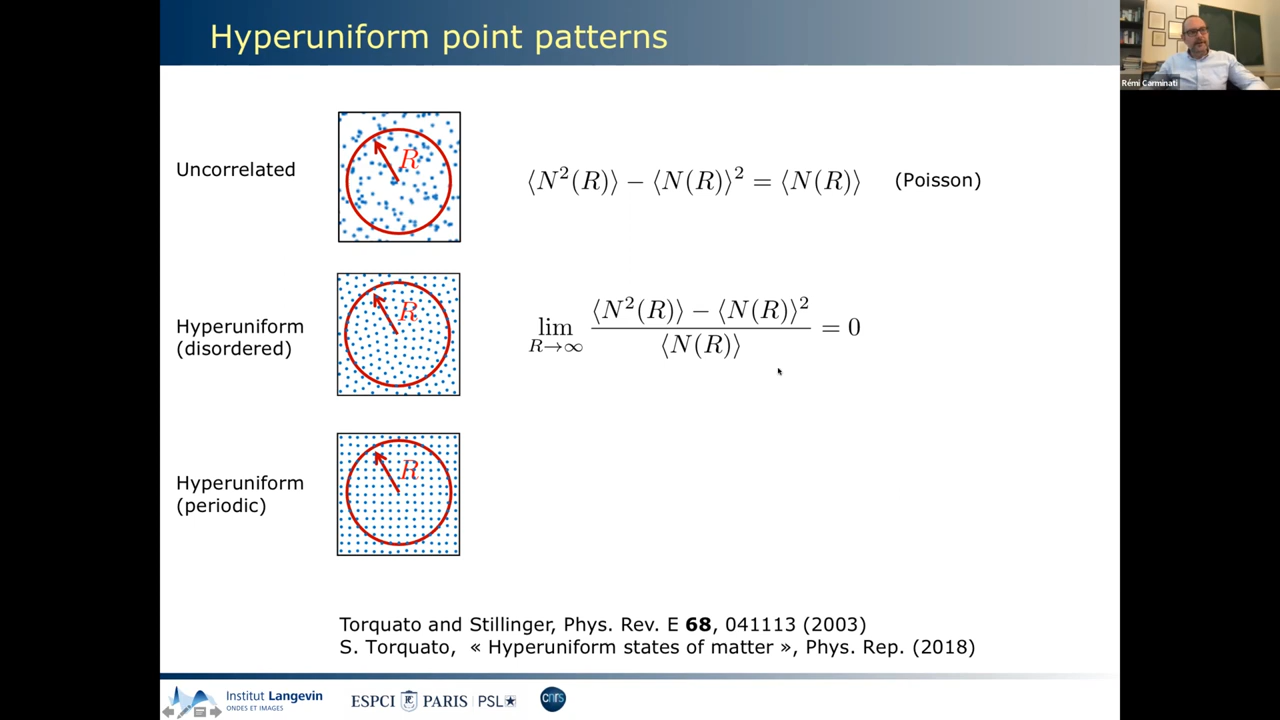 Hyperuniform point patterns
Rémi Carminati
Uncorrelated
R
⟨N²(R)⟩ − ⟨N(R)⟩² = ⟨N(R)⟩ (Poisson)
Hyperuniform
(disordered)
R
lim_{R→∞} (⟨N²(R)⟩ − ⟨N(R)⟩²) / ⟨N(R)⟩ = 0
Hyperuniform
(periodic)
R
Torquato and Stillinger, Phys. Rev. E 68, 041113 (2003)
S. Torquato, « Hyperuniform states of matter », Phys. Rep. (2018)
Institut Langevin
ONDES ET IMAGES
ESPCI PARIS PSL
cnrs